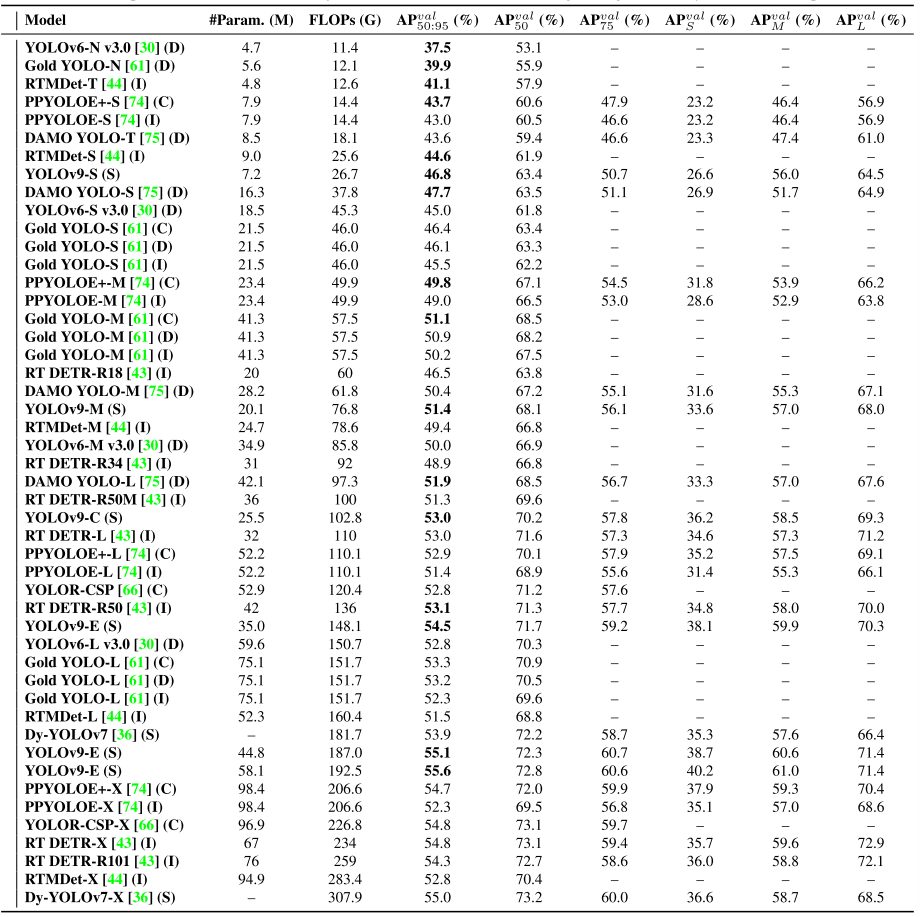 Model #Param. (M) FLOPs (G) AP^{val}_{50:95} (%) AP^{val}_{50} (%) AP^{val}_{75} (%) AP^{val}_{S} (%) AP^{val}_{M} (%) AP^{val}_{L} (%)
YOLOv6-N v3.0 [30] (D) 4.7 11.4 37.5 53.1 – – – –
Gold YOLO-N [61] (D) 5.6 12.1 39.9 55.9 – – – –
RTMDet-T [44] (I) 4.8 12.6 41.1 57.9 – – – –
PPYOLOE+-S [74] (C) 7.9 14.4 43.7 60.6 47.9 23.2 46.4 56.9
PPYOLOE-S [74] (I) 7.9 14.4 43.0 60.5 46.6 23.2 46.4 56.9
DAMO YOLO-T [75] (D) 8.5 18.1 43.6 59.4 46.6 23.3 47.4 61.0
RTMDet-S [44] (I) 9.0 25.6 44.6 61.9 – – – –
YOLOv9-S (S) 7.2 26.7 46.8 63.4 50.7 26.6 56.0 64.5
DAMO YOLO-S [75] (D) 16.3 37.8 47.7 63.5 51.1 26.9 51.7 64.9
YOLOv6-S v3.0 [30] (D) 18.5 45.3 45.0 61.8 – – – –
Gold YOLO-S [61] (C) 21.5 46.0 46.4 63.4 – – – –
Gold YOLO-S [61] (D) 21.5 46.0 46.1 63.3 – – – –
Gold YOLO-S [61] (I) 21.5 46.0 45.5 62.2 – – – –
PPYOLOE+-M [74] (C) 23.4 49.9 49.8 67.1 54.5 31.8 53.9 66.2
PPYOLOE-M [74] (I) 23.4 49.9 49.0 66.5 53.0 28.6 52.9 63.8
Gold YOLO-M [61] (C) 41.3 57.5 51.1 68.5 – – – –
Gold YOLO-M [61] (D) 41.3 57.5 50.9 68.2 – – – –
Gold YOLO-M [61] (I) 41.3 57.5 50.2 67.5 – – – –
RT DETR-R18 [43] (I) 20 60 46.5 63.8 – – – –
DAMO YOLO-M [75] (D) 28.2 61.8 50.4 67.2 55.1 31.6 55.3 67.1
YOLOv9-M (S) 20.1 76.8 51.4 68.1 56.1 33.6 57.0 68.0
RTMDet-M [44] (I) 24.7 78.6 49.4 66.8 – – – –
YOLOv6-M v3.0 [30] (D) 34.9 85.8 50.0 66.9 – – – –
RT DETR-R34 [43] (I) 31 92 48.9 66.8 – – – –
DAMO YOLO-L [75] (D) 42.1 97.3 51.9 68.5 56.7 33.3 57.0 67.6
RT DETR-R50M [43] (I) 36 100 51.3 69.6 – – – –
YOLOv9-C (S) 25.5 102.8 53.0 70.2 57.8 36.2 58.5 69.3
RT DETR-L [43] (I) 32 110 53.0 71.6 57.3 34.6 57.3 71.2
PPYOLOE+-L [74] (C) 52.2 110.1 52.9 70.1 57.9 35.2 57.5 69.1
PPYOLOE-L [74] (I) 52.2 110.1 51.4 68.9 55.6 31.4 55.3 66.1
YOLOR-CSP [66] (C) 52.9 120.4 52.8 71.2 57.6 – – –
RT DETR-R50 [43] (I) 42 136 53.1 71.3 57.7 34.8 58.0 70.0
YOLOv9-E (S) 35.0 148.1 54.5 71.7 59.2 38.1 59.9 70.3
YOLOv6-L v3.0 [30] (D) 59.6 150.7 52.8 70.3 – – – –
Gold YOLO-L [61] (C) 75.1 151.7 53.3 70.9 – – – –
Gold YOLO-L [61] (D) 75.1 151.7 53.2 70.5 – – – –
Gold YOLO-L [61] (I) 75.1 151.7 52.3 69.6 – – – –
RTMDet-L [44] (I) 52.3 160.4 51.5 68.8 – – – –
Dy-YOLOv7 [36] (S) – 181.7 53.9 72.2 58.7 35.3 57.6 66.4
YOLOv9-E (S) 44.8 187.0 55.1 72.3 60.7 38.7 60.6 71.4
YOLOv9-E (S) 58.1 192.5 55.6 72.8 60.6 40.2 61.0 71.4
PPYOLOE+-X [74] (C) 98.4 206.6 54.7 72.0 59.9 37.9 59.3 70.4
PPYOLOE-X [74] (I) 98.4 206.6 52.3 69.5 56.8 35.1 57.0 68.6
YOLOR-CSP-X [66] (C) 96.9 226.8 54.8 73.1 59.7 – – –
RT DETR-X [43] (I) 67 234 54.8 73.1 59.4 35.7 59.6 72.9
RT DETR-R101 [43] (I) 76 259 54.3 72.7 58.6 36.0 58.8 72.1
RTMDet-X [44] (I) 94.9 283.4 52.8 70.4 – – – –
Dy-YOLOv7-X [36] (S) – 307.9 55.0 73.2 60.0 36.6 58.7 68.5